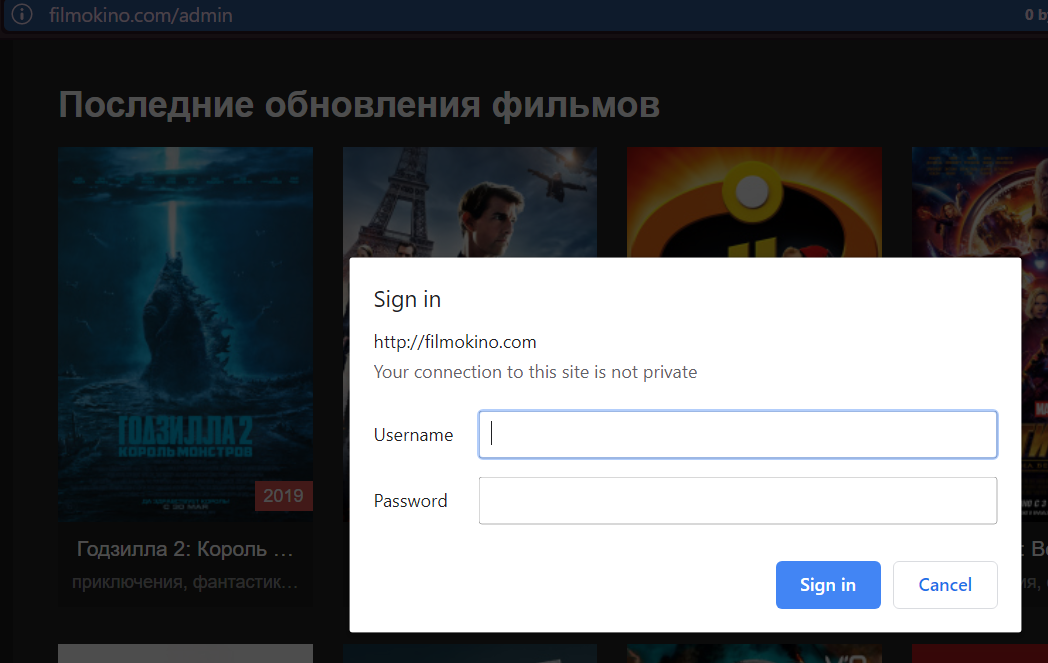 filmokino.com/admin
0 b
Последние обновления фильмов
ГОДЗИЛЛА 2
КОРОЛЬ МОНСТРОВ
2019
Годзилла 2: Король ...
приключения, фантастик...
Sign in
http://filmokino.com
Your connection to this site is not private
Username
Password
Sign in
Cancel